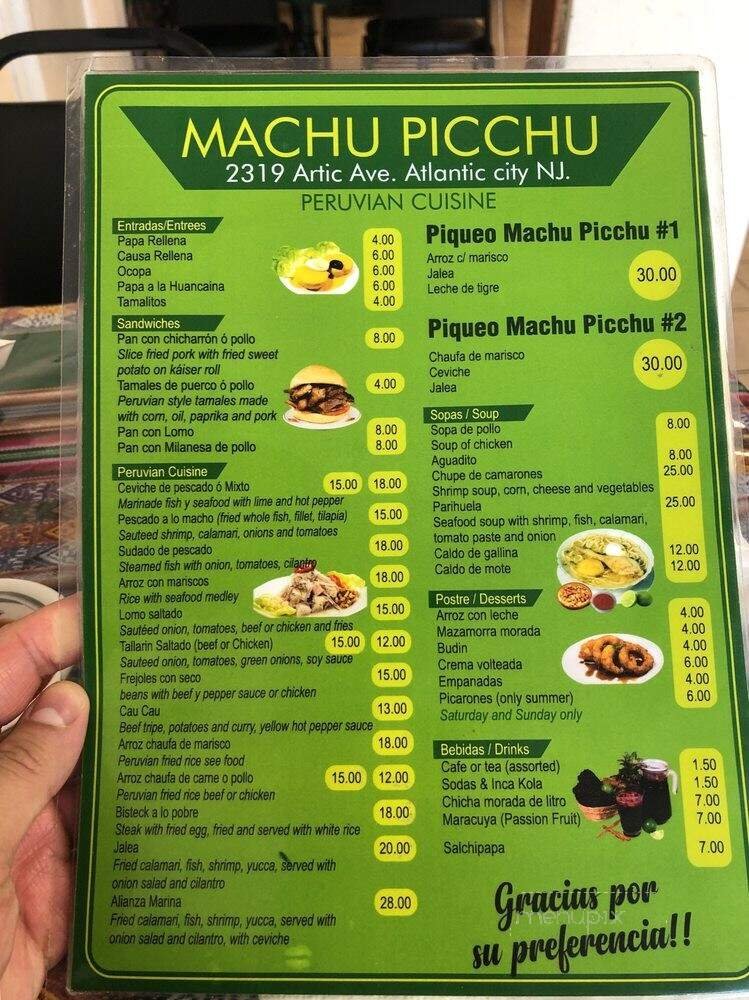 MACHU PICCHU
2319 Artic Ave. Atlantic city NJ.
PERUVIAN CUISINE
Entradas/Entrees
Papa Rellena 4.00
Causa Rellena 6.00
Ocopa 6.00
Papa a la Huancaina 6.00
Tamalitos 4.00
Sandwiches
Pan con chicharrón ó pollo 8.00
Slice fried pork with fried sweet
potato on káiser roll
Tamales de puerco ó pollo 4.00
Peruvian style tamales made
with corn, oil, paprika and pork
Pan con Lomo 8.00
Pan con Milanesa de pollo 8.00
Peruvian Cuisine
Ceviche de pescado ó Mixto 15.00 18.00
Marinade fish y seafood with lime and hot pepper
Pescado a lo macho (fried whole fish, fillet, tilapia) 15.00
Sauteed shrimp, calamari, onions and tomatoes
Sudado de pescado 18.00
Steamed fish with onion, tomatoes, cilantro
Arroz con mariscos 18.00
Rice with seafood medley
Lomo saltado 15.00
Sautéed onion, tomatoes, beef or chicken and fries
Tallarin Saltado (beef or Chicken) 15.00 12.00
Sauteed onion, tomatoes, green onions, soy sauce
Frejoles con seco 15.00
beans with beef y pepper sauce or chicken
Cau Cau 13.00
Beef tripe, potatoes and curry, yellow hot pepper sauce
Arroz chaufa de marisco 18.00
Peruvian fried rice see food
Arroz chaufa de carne o pollo 15.00 12.00
Peruvian fried rice beef or chicken
Bisteck a lo pobre 18.00
Steak with fried egg, fried and served with white rice
Jalea 20.00
Fried calamari, fish, shrimp, yucca, served with
onion salad and cilantro
Alianza Marina 28.00
Fried calamari, fish, shrimp, yucca, served with
onion salad and cilantro, with ceviche
Piqueo Machu Picchu #1
Arroz c/ marisco
Jalea 30.00
Leche de tigre
Piqueo Machu Picchu #2
Chaufa de marisco
Ceviche 30.00
Jalea
Sopas / Soup
Sopa de pollo 8.00
Soup of chicken
Aguadito 8.00
Chupe de camarones 25.00
Shrimp soup, corn, cheese and vegetables
Parihuela 25.00
Seafood soup with shrimp, fish, calamari,
tomato paste and onion
Caldo de gallina 12.00
Caldo de mote 12.00
Postre / Desserts
Arroz con leche 4.00
Mazamorra morada 4.00
Budin 4.00
Crema volteada 6.00
Empanadas 4.00
Picarones (only summer) 6.00
Saturday and Sunday only
Bebidas / Drinks
Cafe or tea (assorted) 1.50
Sodas & Inca Kola 1.50
Chicha morada de litro 7.00
Maracuya (Passion Fruit) 7.00
Salchipapa 7.00
Gracias por
su preferencia!!
menupix